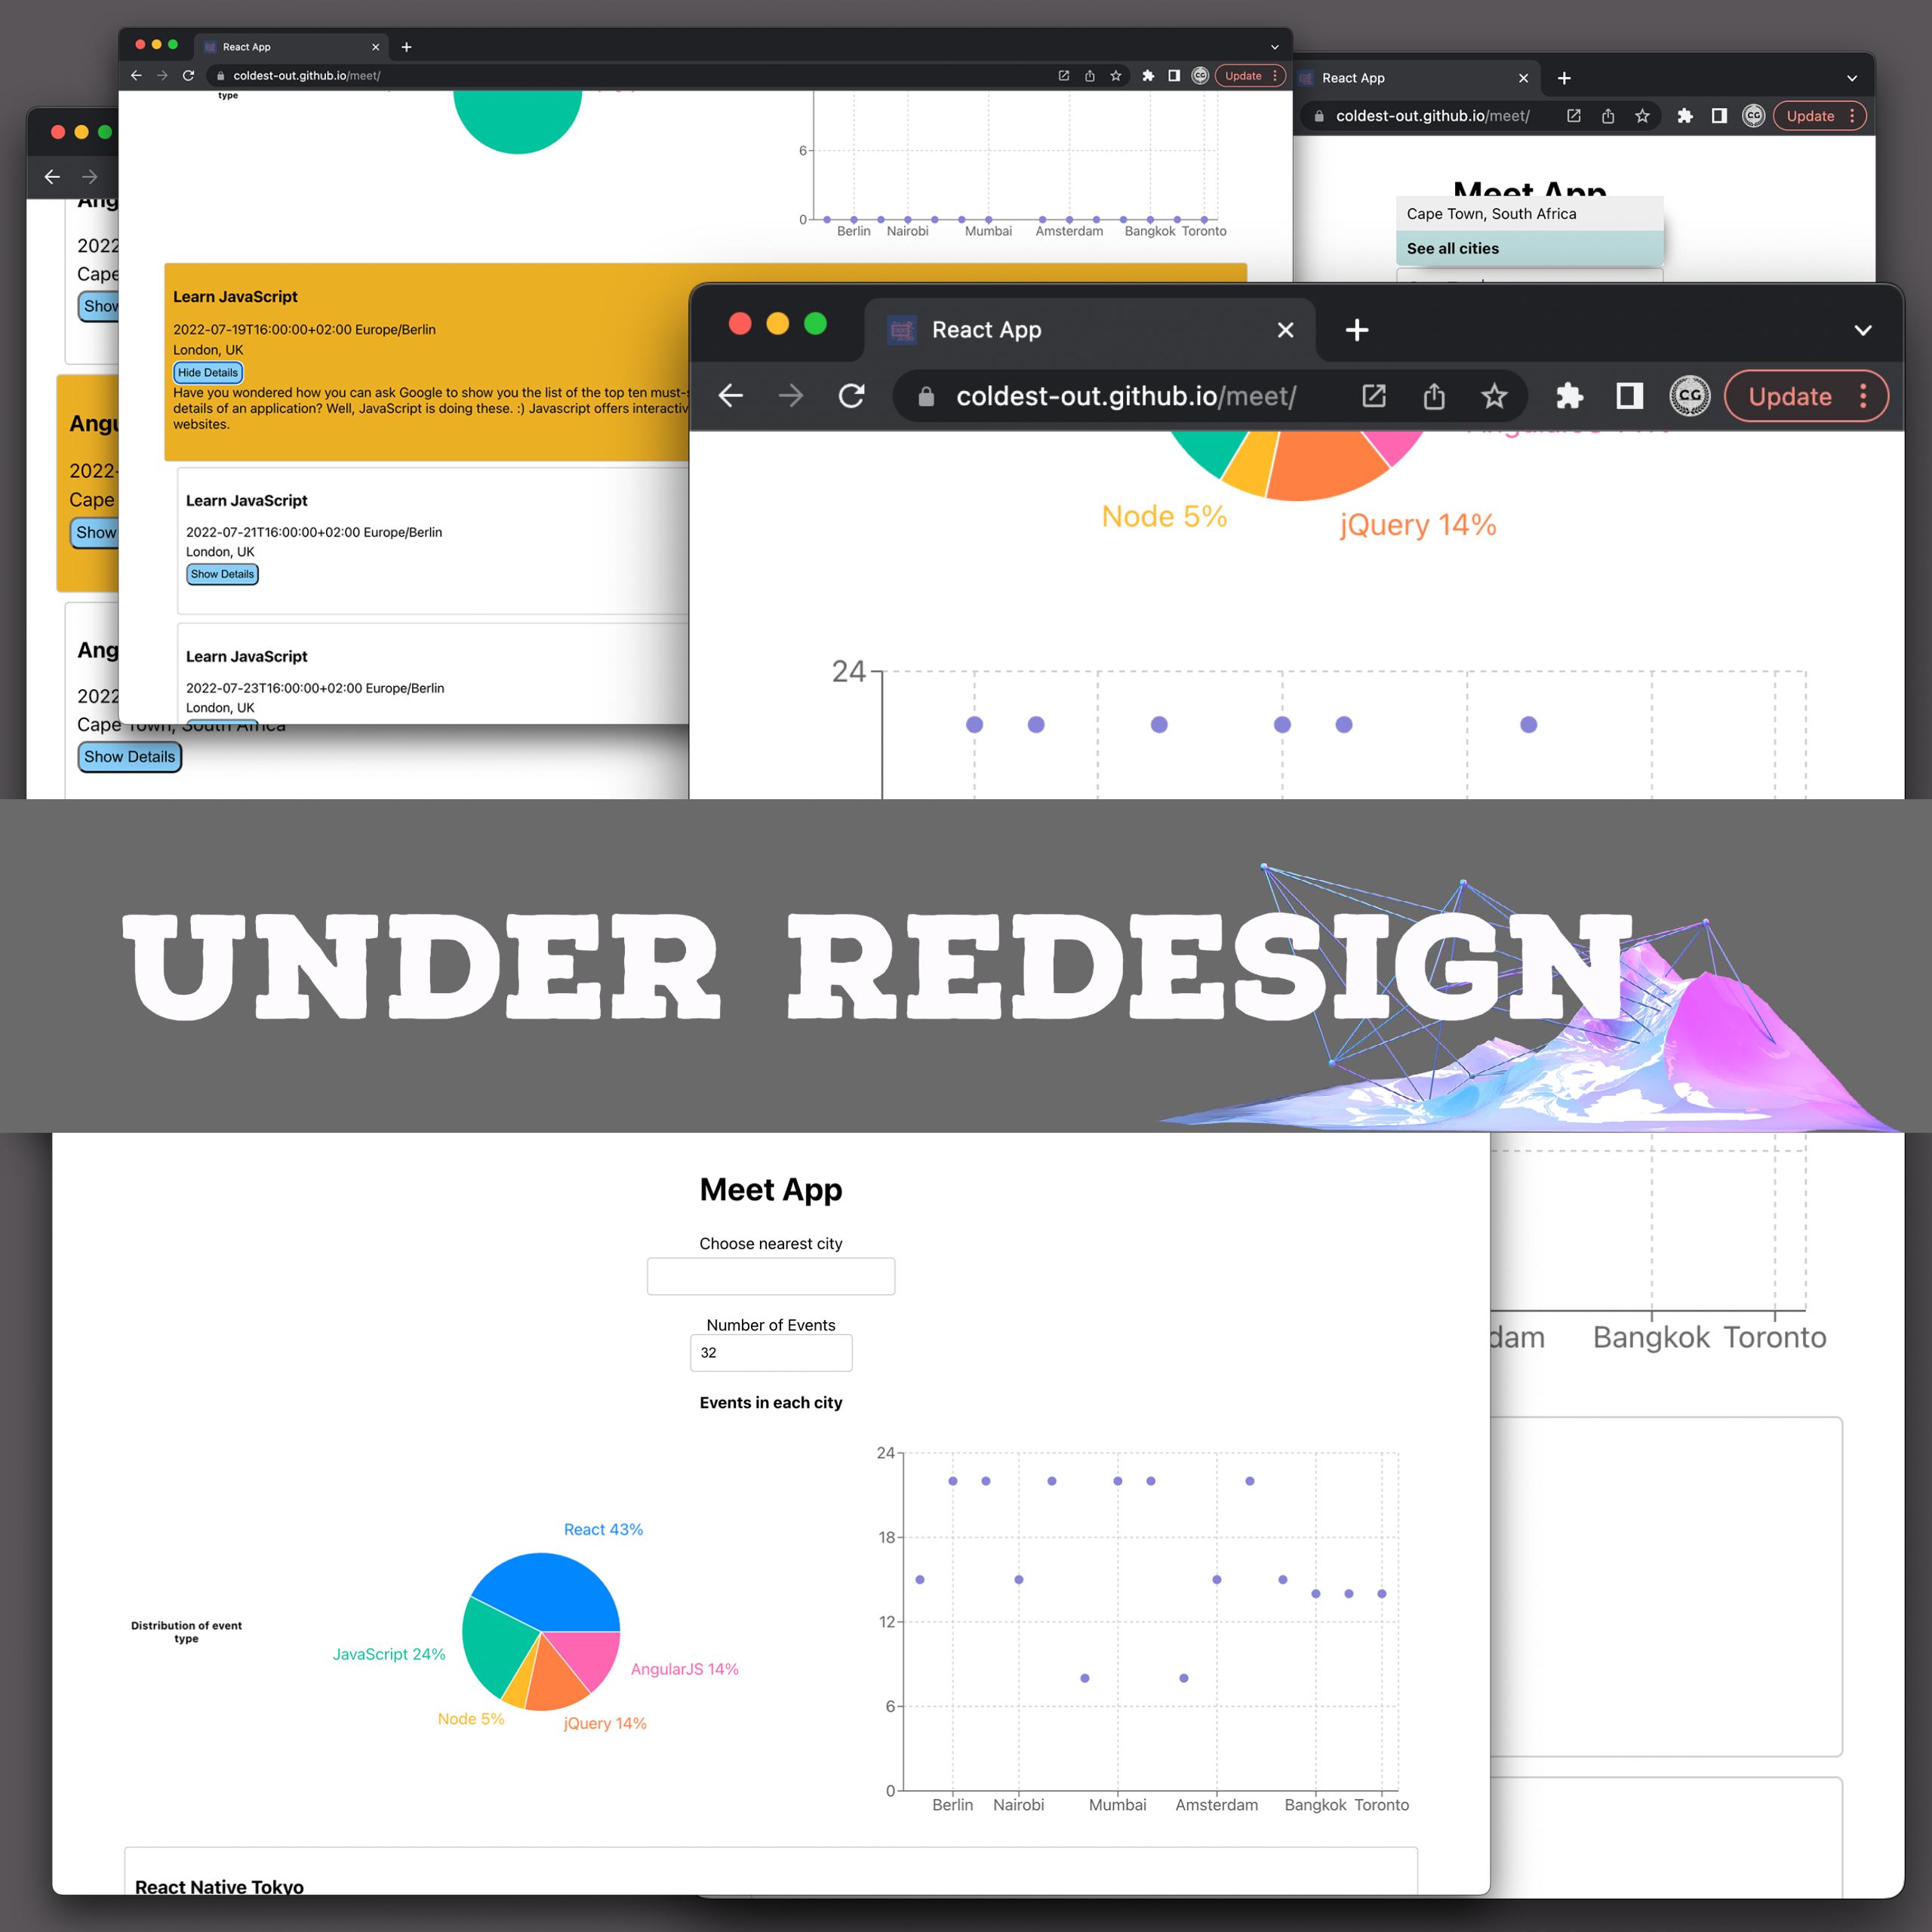 React App
coldest-out.github.io/meet/
Update
type
6
0
Berlin Nairobi Mumbai Amsterdam Bangkok Toronto
Learn JavaScript
2022-07-19T16:00:00+02:00 Europe/Berlin
London, UK
Hide Details
Have you wondered how you can ask Google to show you the list of the top ten must-
details of an application? Well, JavaScript is doing these. :) Javascript offers interactiv
websites.
Learn JavaScript
2022-07-21T16:00:00+02:00 Europe/Berlin
London, UK
Show Details
Learn JavaScript
2022-07-23T16:00:00+02:00 Europe/Berlin
London, UK
React App
coldest-out.github.io/meet/
CG
Update
Meet App
Cape Town, South Africa
See all cities
Ang
2022
Cape
Show
Angu
2022-
Cape
Show
Ang
2022
Cape Town, South Africa
Show Details
React App
coldest-out.github.io/meet/
CG
Update
Node 5%
jQuery 14%
24
UNDER REDESIGN
dam Bangkok Toronto
Meet App
Choose nearest city
Number of Events
32
Events in each city
Distribution of event
type
React 43%
JavaScript 24%
AngularJS 14%
Node 5%
jQuery 14%
24
18
12
6
0
Berlin Nairobi Mumbai Amsterdam Bangkok Toronto
React Native Tokyo